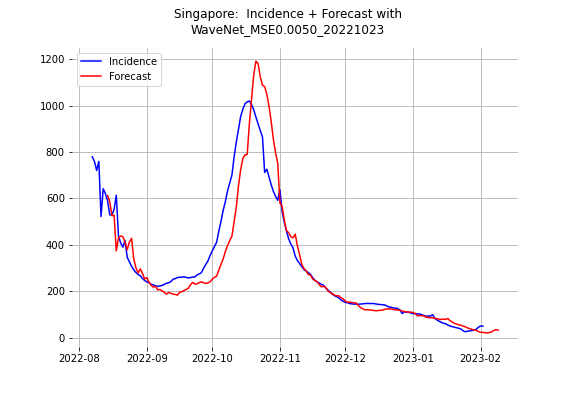 Singapore: Incidence + Forecast with
WaveNet_MSE0.0050_20221023
Incidence
Forecast
1200
1000
800
600
400
200
0
2022-08 2022-09 2022-10 2022-11 2022-12 2023-01 2023-02